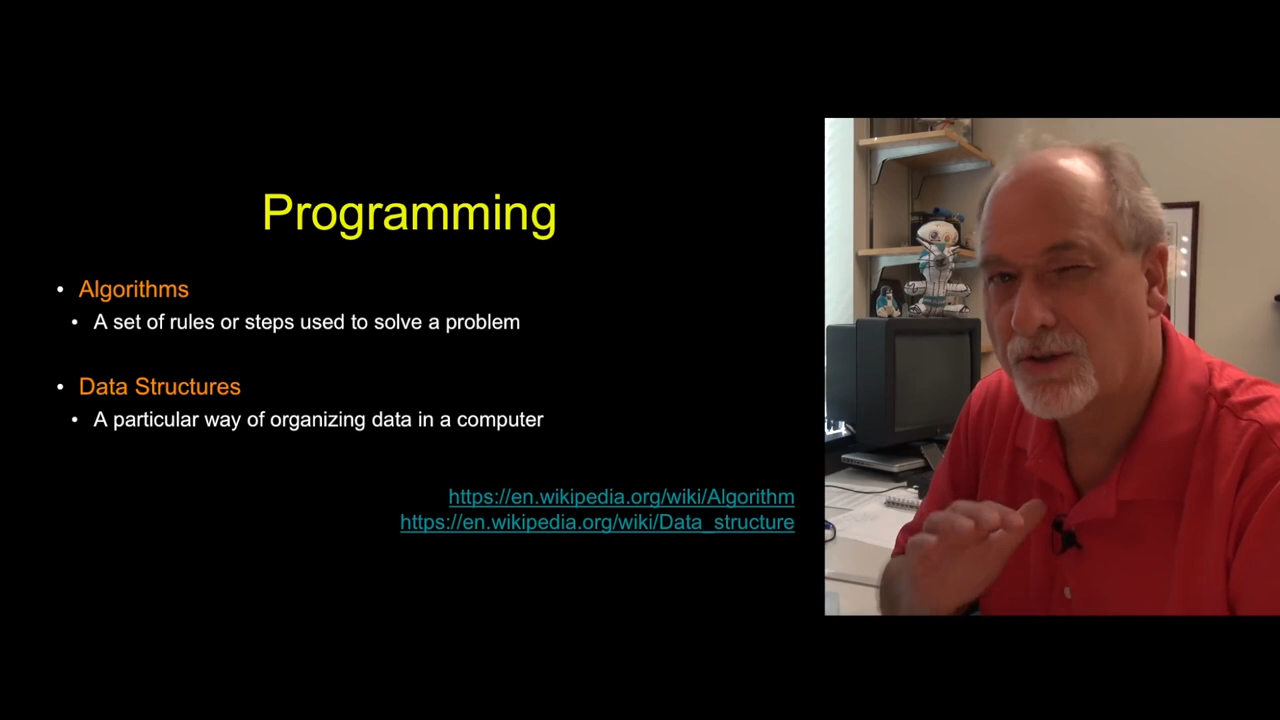 Programming
• Algorithms
• A set of rules or steps used to solve a problem
• Data Structures
• A particular way of organizing data in a computer
https://en.wikipedia.org/wiki/Algorithm
https://en.wikipedia.org/wiki/Data_structure